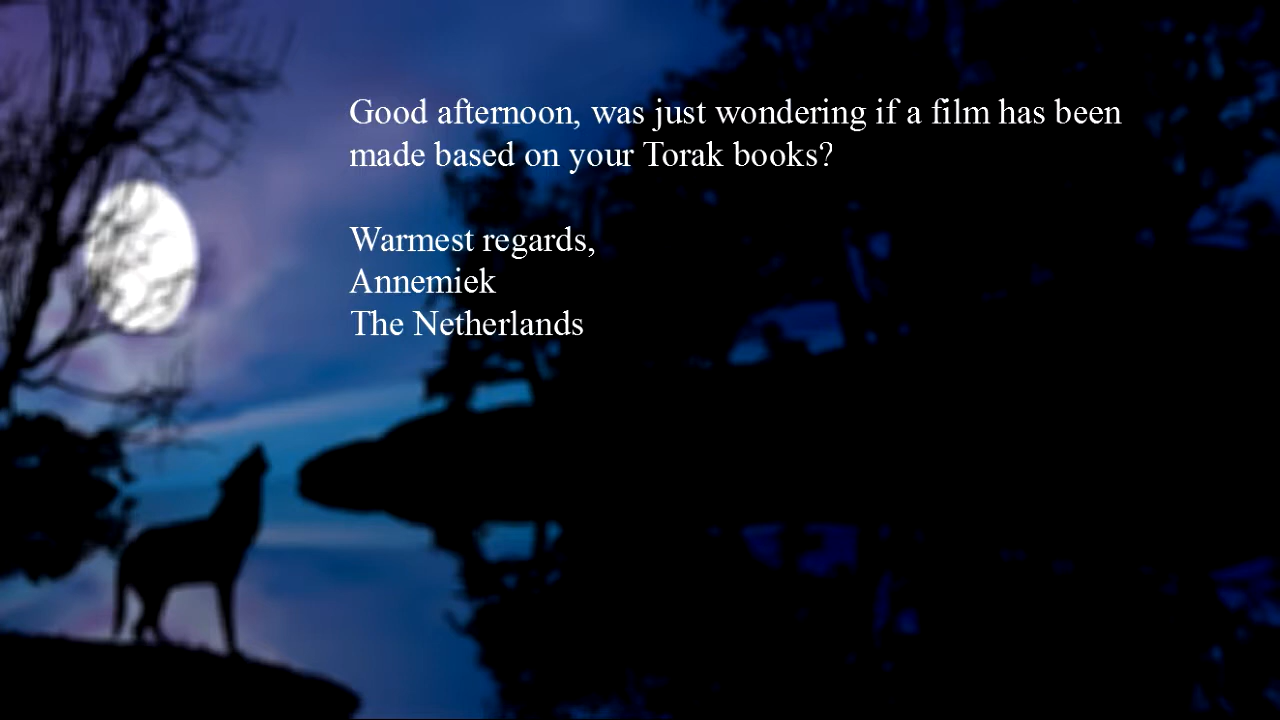 Good afternoon, was just wondering if a film has been
made based on your Torak books?
Warmest regards,
Annemiek
The Netherlands